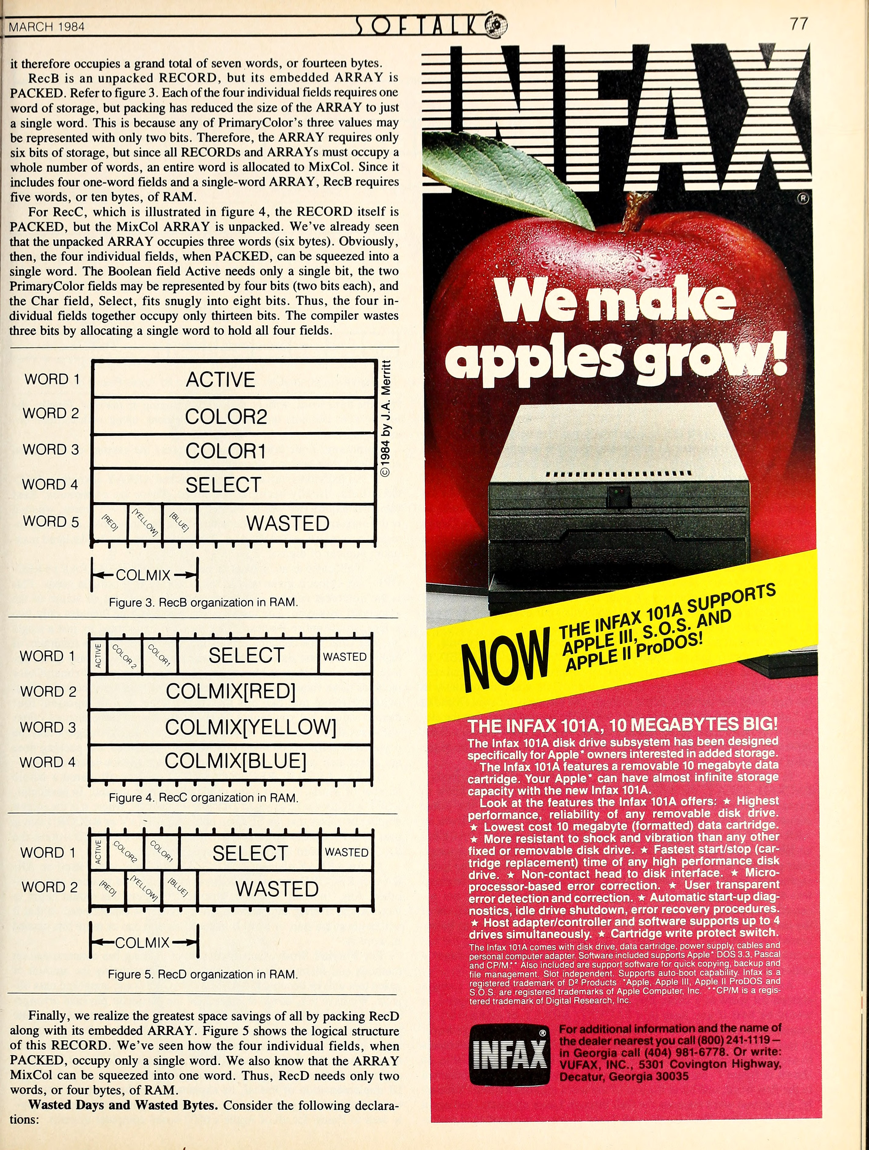 MARCH 1984
SOFTALK
77
it therefore occupies a grand total of seven words, or fourteen bytes.
RecB is an unpacked RECORD, but its embedded ARRAY is
PACKED. Refer to figure 3. Each of the four individual fields requires one
word of storage, but packing has reduced the size of the ARRAY to just
a single word. This is because any of PrimaryColor's three values may
be represented with only two bits. Therefore, the ARRAY requires only
six bits of storage, but since all RECORDs and ARRAYs must occupy a
whole number of words, an entire word is allocated to MixCol. Since it
includes four one-word fields and a single-word ARRAY, RecB requires
five words, or ten bytes, of RAM.
For RecC, which is illustrated in figure 4, the RECORD itself is
PACKED, but the MixCol ARRAY is unpacked. We've already seen
that the unpacked ARRAY occupies three words (six bytes). Obviously,
then, the four individual fields, when PACKED, can be squeezed into a
single word. The Boolean field Active needs only a single bit, the two
PrimaryColor fields may be represented by four bits (two bits each), and
the Char field, Select, fits snugly into eight bits. Thus, the four in-
dividual fields together occupy only thirteen bits. The compiler wastes
three bits by allocating a single word to hold all four fields.
WORD 1 ACTIVE
WORD 2 COLOR2
WORD 3 COLOR1
WORD 4 SELECT
WORD 5 [RED] [YELLOW] [BLUE] WASTED
©1984 by J.A. Merritt
COLMIX
Figure 3. RecB organization in RAM.
WORD 1 ACTIVE COLOR 2 COLOR1 SELECT WASTED
WORD 2 COLMIX[RED]
WORD 3 COLMIX[YELLOW]
WORD 4 COLMIX[BLUE]
Figure 4. RecC organization in RAM.
WORD 1 ACTIVE COLOR2 COLOR1 SELECT WASTED
WORD 2 [RED] [YELLOW] [BLUE] WASTED
COLMIX
Figure 5. RecD organization in RAM.
Finally, we realize the greatest space savings of all by packing RecD
along with its embedded ARRAY. Figure 5 shows the logical structure
of this RECORD. We've seen how the four individual fields, when
PACKED, occupy only a single word. We also know that the ARRAY
MixCol can be squeezed into one word. Thus, RecD needs only two
words, or four bytes, of RAM.
Wasted Days and Wasted Bytes. Consider the following declara-
tions:
INFAX
®
We make
apples grow!
NOW
THE INFAX 101A SUPPORTS
APPLE III, S.O.S. AND
APPLE II ProDOS!
THE INFAX 101A, 10 MEGABYTES BIG!
The Infax 101A disk drive subsystem has been designed
specifically for Apple* owners interested in added storage.
The Infax 101A features a removable 10 megabyte data
cartridge. Your Apple* can have almost infinite storage
capacity with the new Infax 101A.
Look at the features the Infax 101A offers: ★ Highest
performance, reliability of any removable disk drive.
★ Lowest cost 10 megabyte (formatted) data cartridge.
★ More resistant to shock and vibration than any other
fixed or removable disk drive. ★ Fastest start/stop (car-
tridge replacement) time of any high performance disk
drive. ★ Non-contact head to disk interface. ★ Micro-
processor-based error correction. ★ User transparent
error detection and correction. ★ Automatic start-up diag-
nostics, idle drive shutdown, error recovery procedures.
★ Host adapter/controller and software supports up to 4
drives simultaneously. ★ Cartridge write protect switch.
The Infax 101A comes with disk drive, data cartridge, power supply, cables and
personal computer adapter. Software included supports Apple* DOS 3.3, Pascal
and CP/M** Also included are support software for quick copying, backup and
file management. Slot independent. Supports auto-boot capability. Infax is a
registered trademark of D² Products. *Apple, Apple III, Apple II ProDOS and
S.O.S. are registered trademarks of Apple Computer, Inc. **CP/M is a regis-
tered trademark of Digital Research, Inc.
INFAX®
For additional information and the name of
the dealer nearest you call (800) 241-1119 —
in Georgia call (404) 981-6778. Or write:
VUFAX, INC., 5301 Covington Highway,
Decatur, Georgia 30035